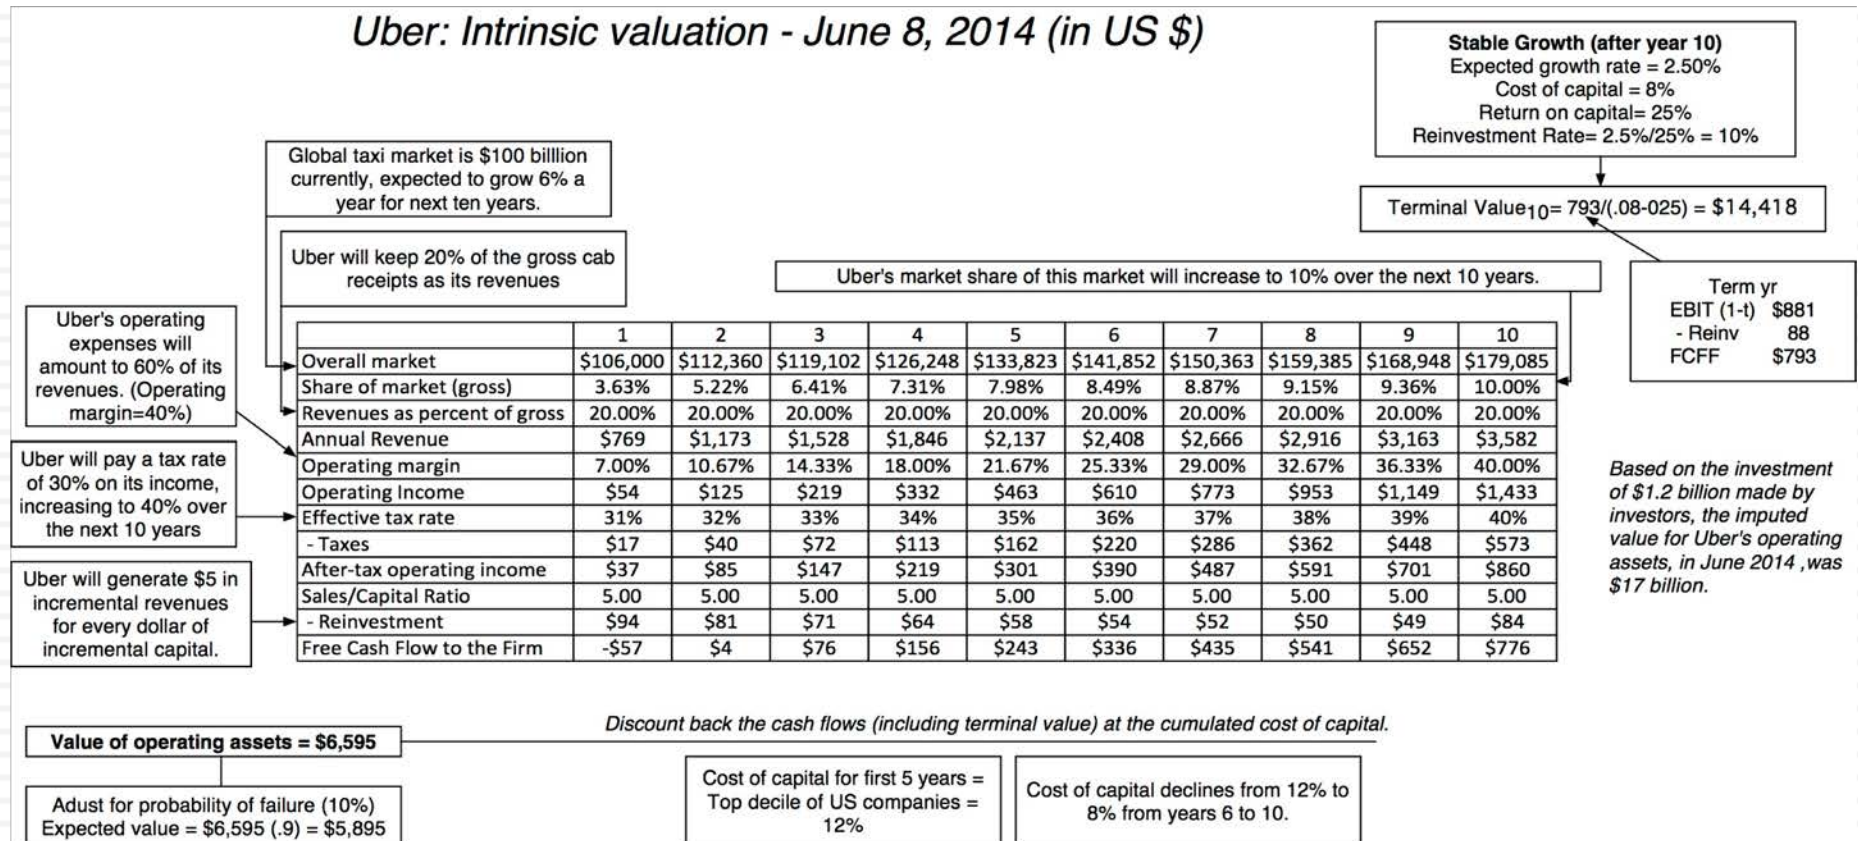 Uber: Intrinsic valuation - June 8, 2014 (in US $)
Stable Growth (after year 10)
Expected growth rate = 2.50%
Cost of capital = 8%
Return on capital= 25%
Reinvestment Rate= 2.5%/25% = 10%
Terminal Value10= 793/(.08-025) = $14,418
Global taxi market is $100 billlion
currently, expected to grow 6% a
year for next ten years.
Uber will keep 20% of the gross cab
receipts as its revenues
Uber's market share of this market will increase to 10% over the next 10 years.
Term yr
EBIT (1-t) $881
- Reinv 88
FCFF $793
Uber's operating
expenses will
amount to 60% of its
revenues. (Operating
margin=40%)
Uber will pay a tax rate
of 30% on its income,
increasing to 40% over
the next 10 years
Uber will generate $5 in
incremental revenues
for every dollar of
incremental capital.
1 2 3 4 5 6 7 8 9 10
Overall market $106,000 $112,360 $119,102 $126,248 $133,823 $141,852 $150,363 $159,385 $168,948 $179,085
Share of market (gross) 3.63% 5.22% 6.41% 7.31% 7.98% 8.49% 8.87% 9.15% 9.36% 10.00%
Revenues as percent of gross 20.00% 20.00% 20.00% 20.00% 20.00% 20.00% 20.00% 20.00% 20.00% 20.00%
Annual Revenue $769 $1,173 $1,528 $1,846 $2,137 $2,408 $2,666 $2,916 $3,163 $3,582
Operating margin 7.00% 10.67% 14.33% 18.00% 21.67% 25.33% 29.00% 32.67% 36.33% 40.00%
Operating Income $54 $125 $219 $332 $463 $610 $773 $953 $1,149 $1,433
Effective tax rate 31% 32% 33% 34% 35% 36% 37% 38% 39% 40%
- Taxes $17 $40 $72 $113 $162 $220 $286 $362 $448 $573
After-tax operating income $37 $85 $147 $219 $301 $390 $487 $591 $701 $860
Sales/Capital Ratio 5.00 5.00 5.00 5.00 5.00 5.00 5.00 5.00 5.00 5.00
- Reinvestment $94 $81 $71 $64 $58 $54 $52 $50 $49 $84
Free Cash Flow to the Firm -$57 $4 $76 $156 $243 $336 $435 $541 $652 $776
Based on the investment
of $1.2 billion made by
investors, the imputed
value for Uber's operating
assets, in June 2014 ,was
$17 billion.
Discount back the cash flows (including terminal value) at the cumulated cost of capital.
Value of operating assets = $6,595
Adust for probability of failure (10%)
Expected value = $6,595 (.9) = $5,895
Cost of capital for first 5 years =
Top decile of US companies =
12%
Cost of capital declines from 12% to
8% from years 6 to 10.